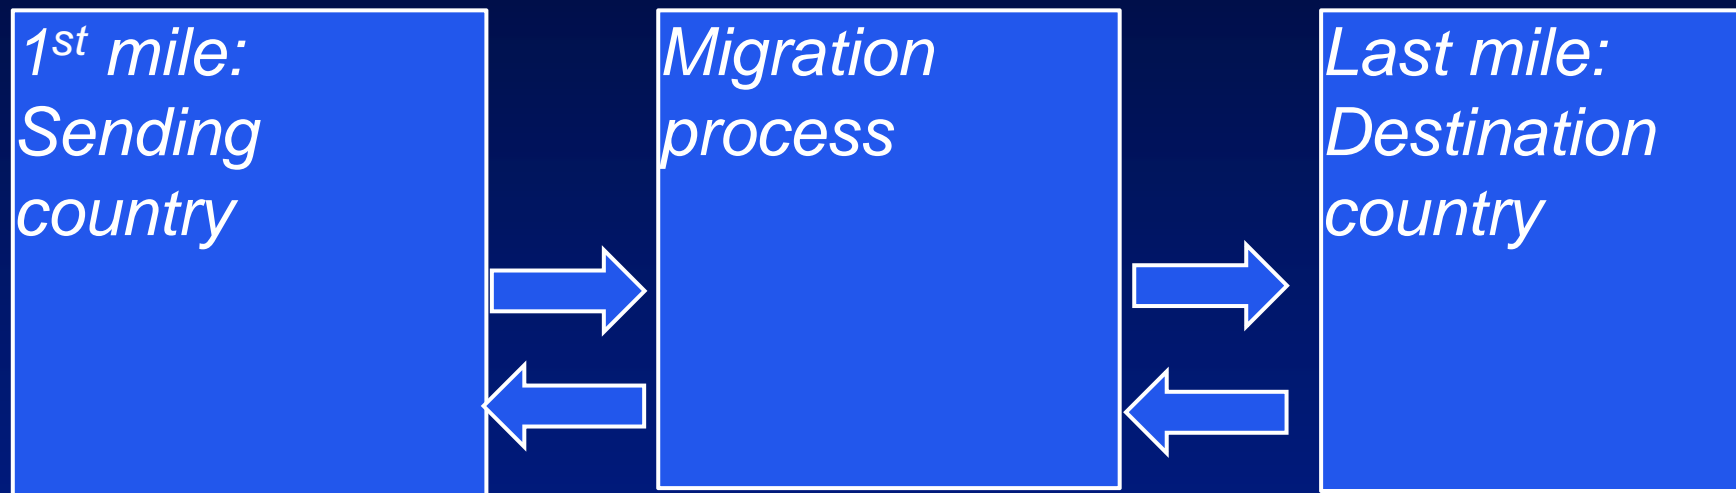 1st mile:
Sending
country
Migration
process
Last mile:
Destination
country